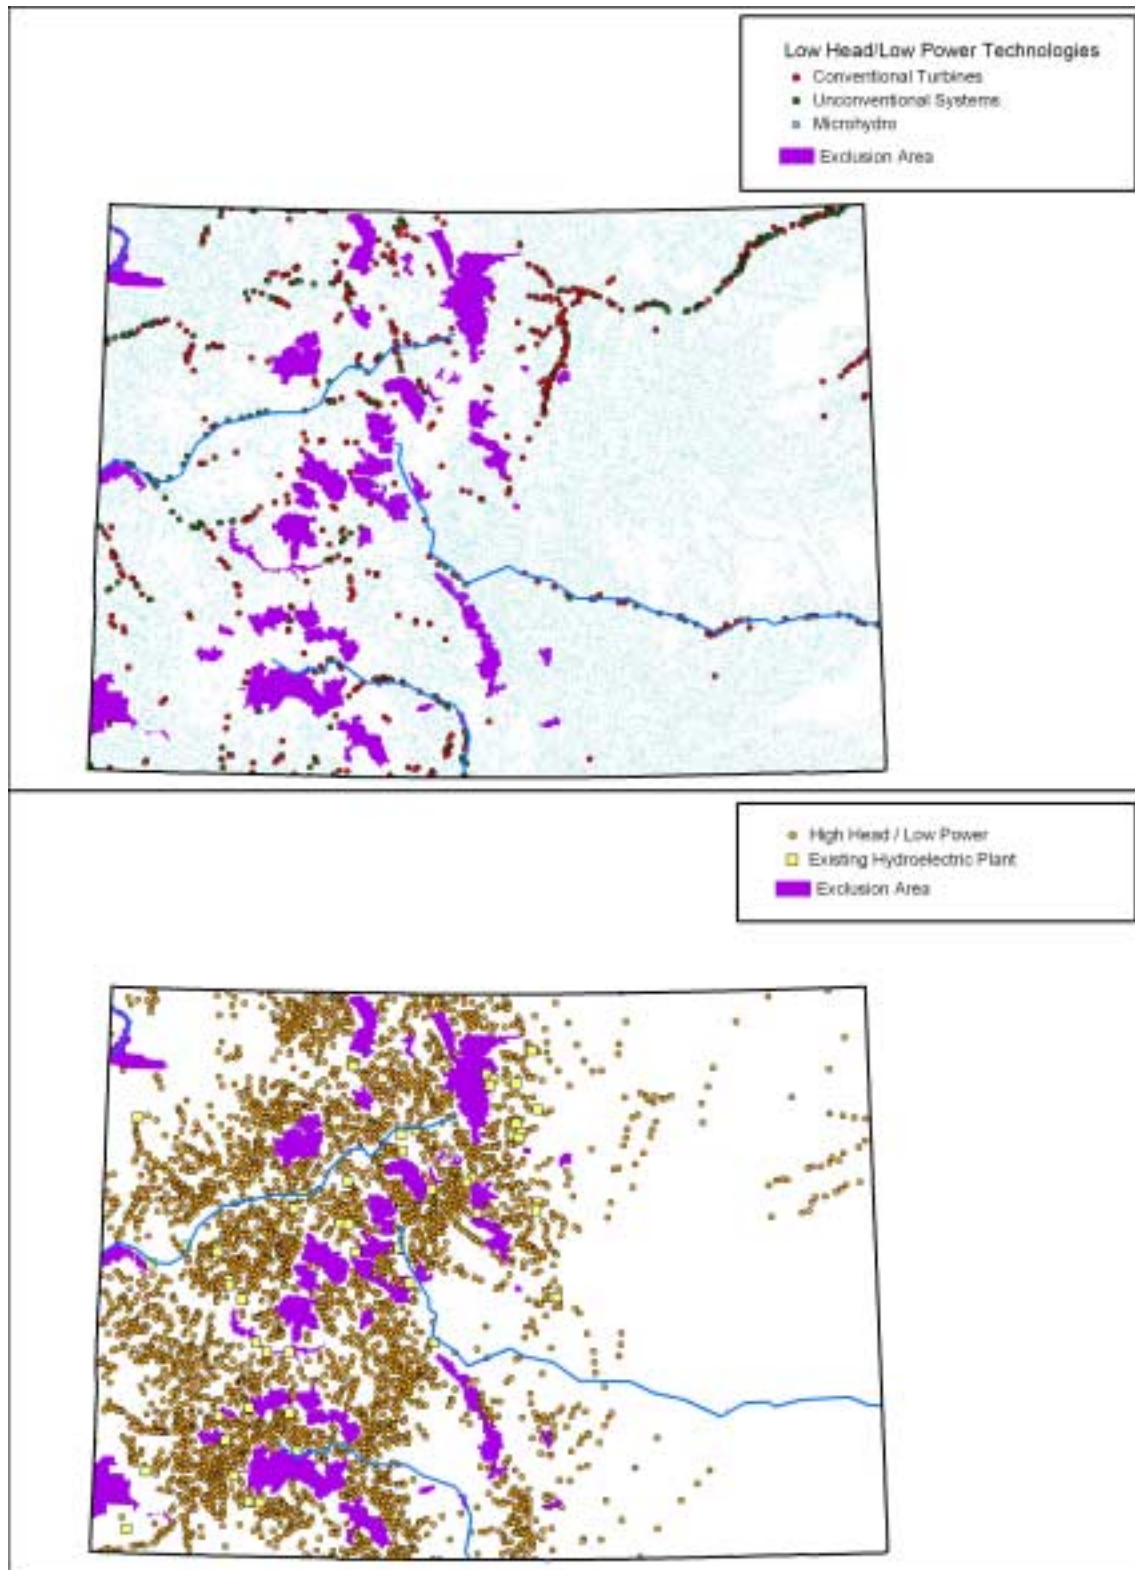 Low Head/Low Power Technologies
Conventional Turbines
Unconventional Systems
Microhydro
Exclusion Area
High Head / Low Power
Existing Hydroelectric Plant
Exclusion Area